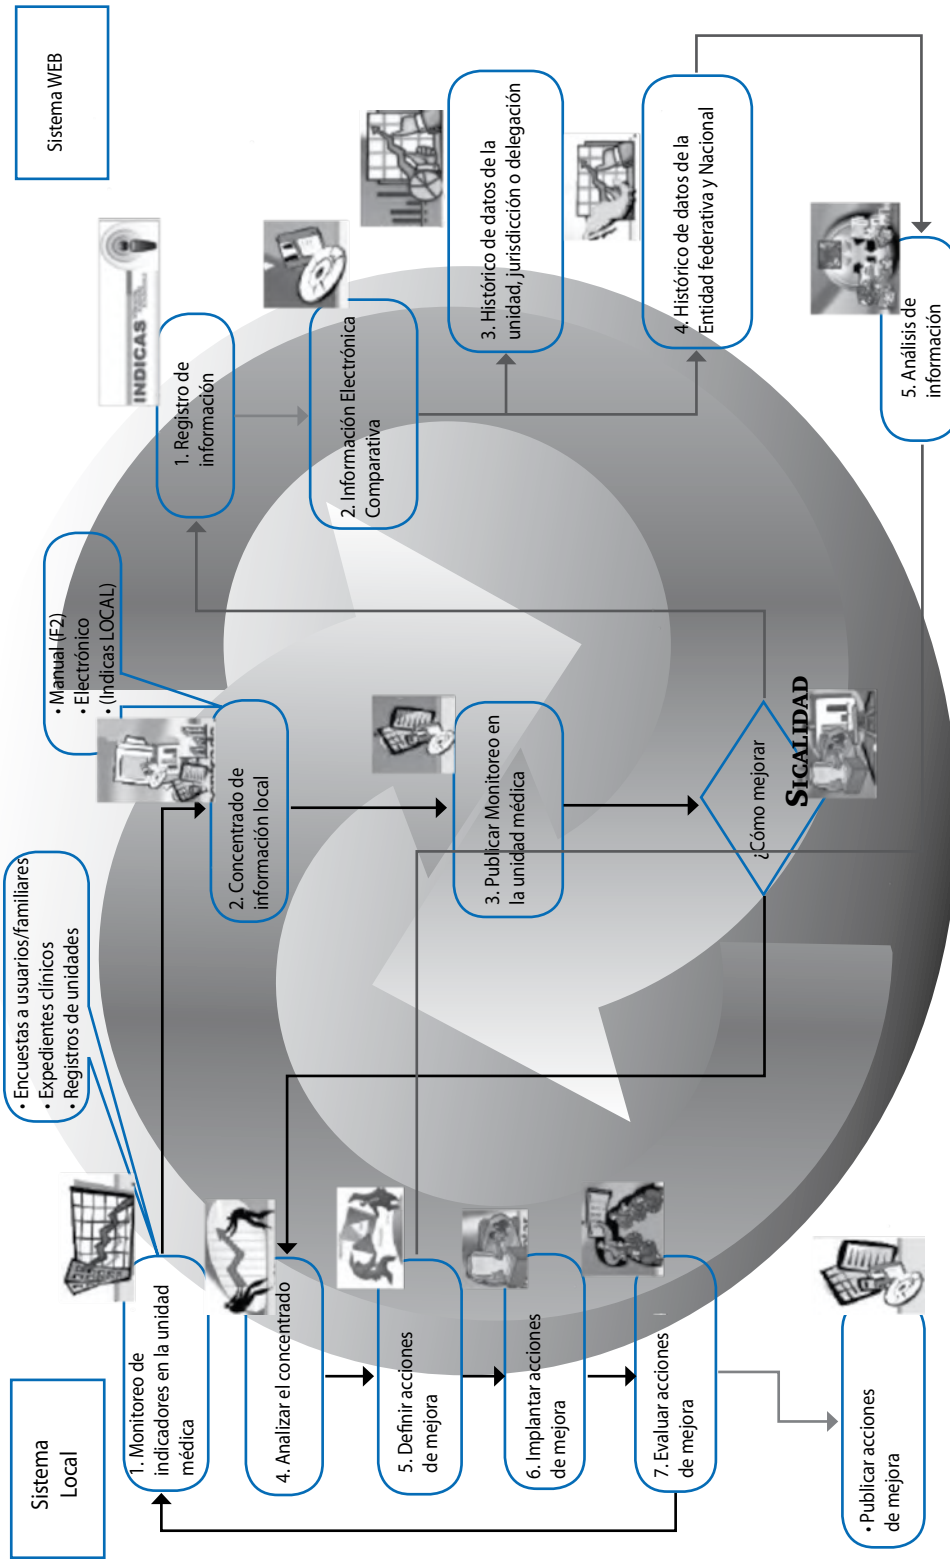 Sistema
Local
Sistema WEB
1. Monitoreo de
indicadores en la unidad
médica
• Encuestas a usuarios/familiares
• Expedientes clínicos
• Registros de unidades
2. Concentrado de
información local
• Manual (F2)
• Electrónico
• (Indicas LOCAL)
3. Publicar Monitoreo en
la unidad médica
¿Cómo mejorar
SICALIDAD
4. Analizar el concentrado
5. Definir acciones
de mejora
6. Implantar acciones
de mejora
7. Evaluar acciones
de mejora
• Publicar acciones
de mejora
INDICAS
1. Registro de
información
2. Información Electrónica
Comparativa
3. Histórico de datos de la
unidad, jurisdicción o delegación
4. Histórico de datos de la
Entidad federativa y Nacional
5. Análisis de
información